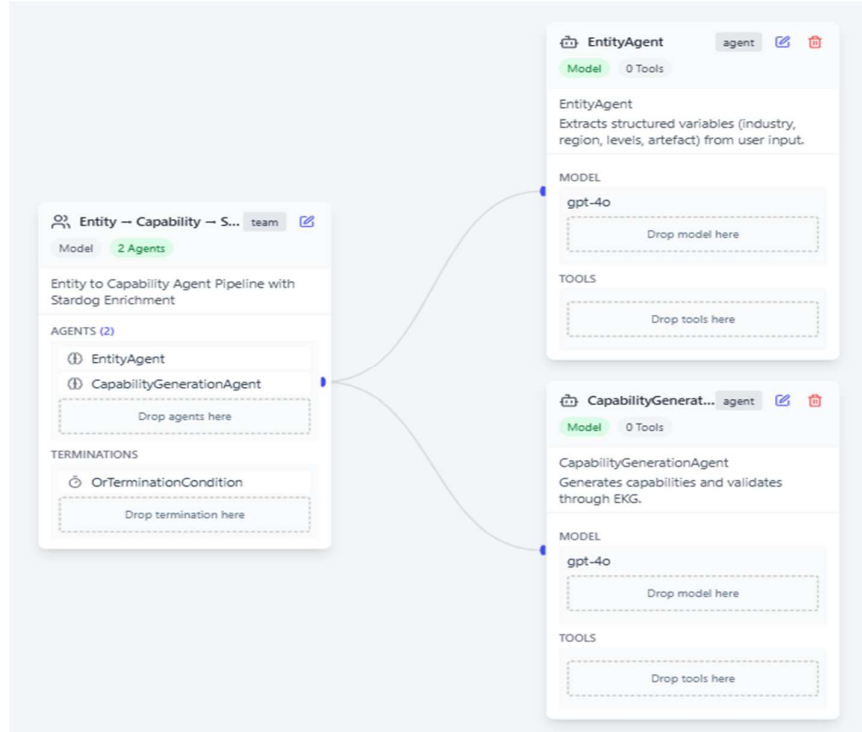 Entity → Capability → S... team
Model 2 Agents
Entity to Capability Agent Pipeline with
Stardog Enrichment
AGENTS (2)
EntityAgent
CapabilityGenerationAgent
Drop agents here
TERMINATIONS
OrTerminationCondition
Drop termination here
EntityAgent agent
Model 0 Tools
EntityAgent
Extracts structured variables (industry,
region, levels, artefact) from user input.
MODEL
gpt-4o
Drop model here
TOOLS
Drop tools here
CapabilityGenerat... agent
Model 0 Tools
CapabilityGenerationAgent
Generates capabilities and validates
through EKG.
MODEL
gpt-4o
Drop model here
TOOLS
Drop tools here